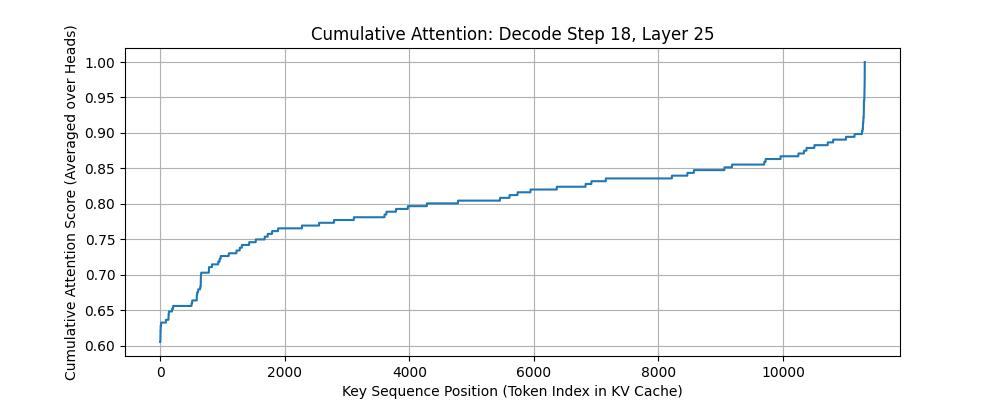 Cumulative Attention: Decode Step 18, Layer 25
Cumulative Attention Score (Averaged over Heads)
1.00
0.95
0.90
0.85
0.80
0.75
0.70
0.65
0.60
0 2000 4000 6000 8000 10000
Key Sequence Position (Token Index in KV Cache)